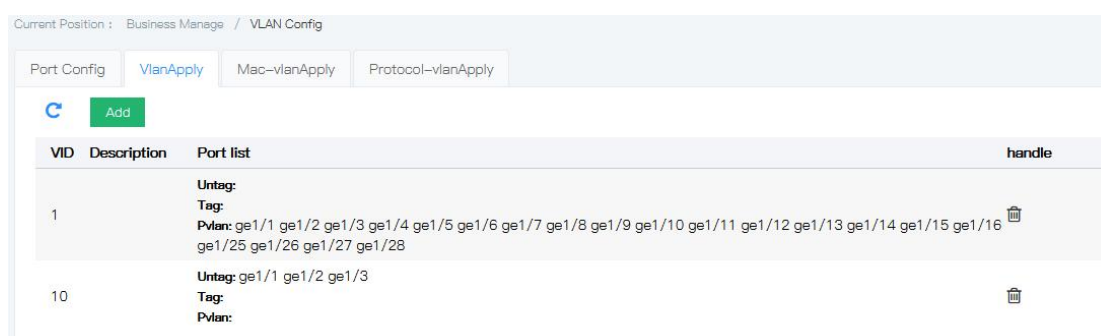 Current Position : Business Manage / VLAN Config
Port Config VlanApply Mac-vlanApply Protocol-vlanApply
Add
VID Description Port list handle
Untag:
1 Tag:
Pvlan: ge1/1 ge1/2 ge1/3 ge1/4 ge1/5 ge1/6 ge1/7 ge1/8 ge1/9 ge1/10 ge1/11 ge1/12 ge1/13 ge1/14 ge1/15 ge1/16
ge1/25 ge1/26 ge1/27 ge1/28
Untag: ge1/1 ge1/2 ge1/3
10 Tag:
Pvlan: